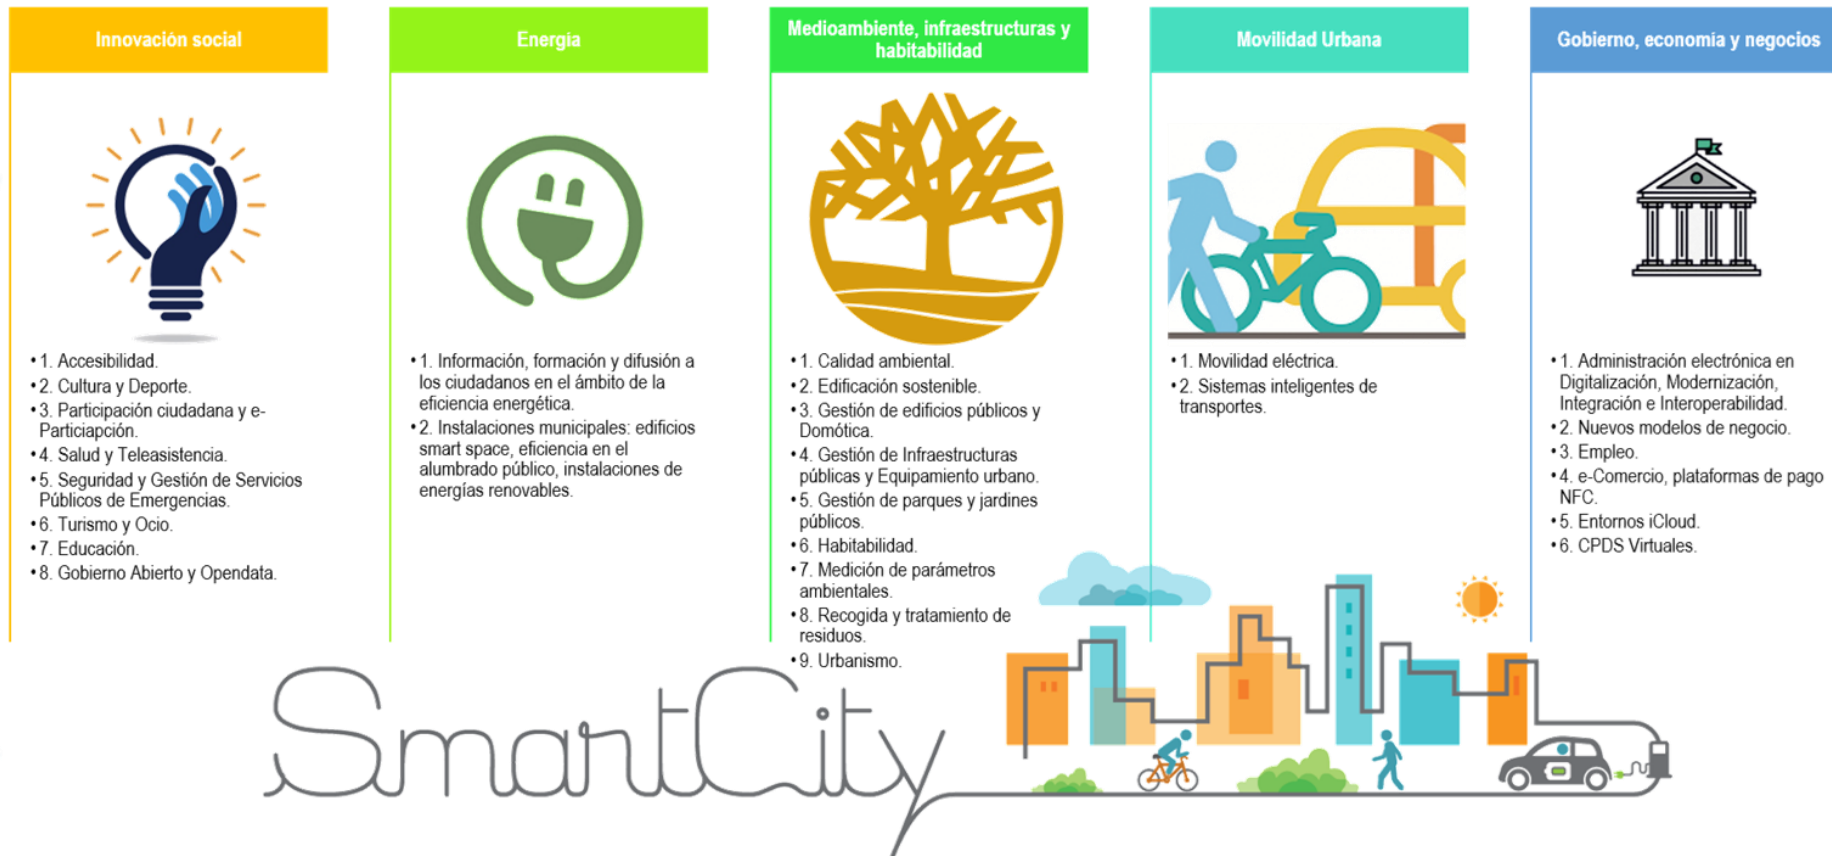 Innovación social
• 1. Accesibilidad.
• 2. Cultura y Deporte.
• 3. Participación ciudadana y e-
Particiapción.
• 4. Salud y Teleasistencia.
• 5. Seguridad y Gestión de Servicios
Públicos de Emergencias.
• 6. Turismo y Ocio.
• 7. Educación.
• 8. Gobierno Abierto y Opendata.
Energía
• 1. Información, formación y difusión a
los ciudadanos en el ámbito de la
eficiencia energética.
• 2. Instalaciones municipales: edificios
smart space, eficiencia en el
alumbrado público, instalaciones de
energías renovables.
Medioambiente, infraestructuras y
habitabilidad
• 1. Calidad ambiental.
• 2. Edificación sostenible.
• 3. Gestión de edificios públicos y
Domótica.
• 4. Gestión de Infraestructuras
públicas y Equipamiento urbano.
• 5. Gestión de parques y jardines
públicos.
• 6. Habitabilidad.
• 7. Medición de parámetros
ambientales.
• 8. Recogida y tratamiento de
residuos.
• 9. Urbanismo.
Movilidad Urbana
• 1. Movilidad eléctrica.
• 2. Sistemas inteligentes de
transportes.
Gobierno, economía y negocios
• 1. Administración electrónica en
Digitalización, Modernización,
Integración e Interoperabilidad.
• 2. Nuevos modelos de negocio.
• 3. Empleo.
• 4. e-Comercio, plataformas de pago
NFC.
• 5. Entornos iCloud.
• 6. CPDS Virtuales.
SmartCity